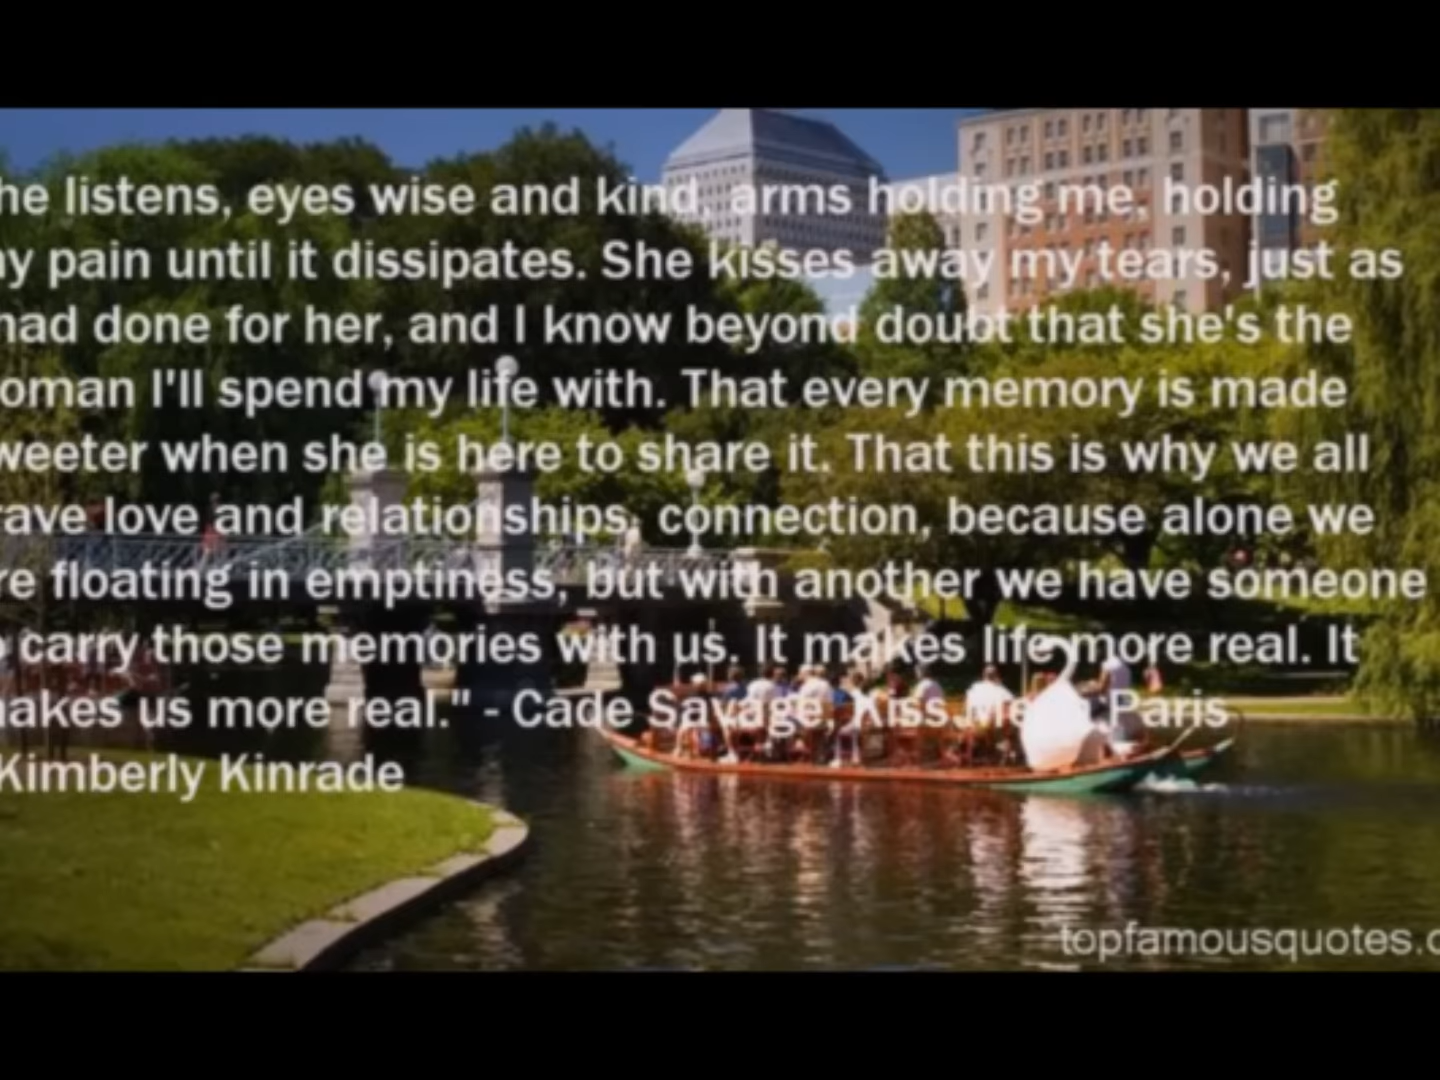 he listens, eyes wise and kind, arms holding me, holding
y pain until it dissipates. She kisses away my tears, just as
had done for her, and I know beyond doubt that she's the
oman I'll spend my life with. That every memory is made
weeter when she is here to share it. That this is why we all
rave love and relationships, connection, because alone we
re floating in emptiness, but with another we have someone
o carry those memories with us. It makes life more real. It
nakes us more real." - Cade Savage, Kiss Me Paris
Kimberly Kinrade
topfamousquotes.c